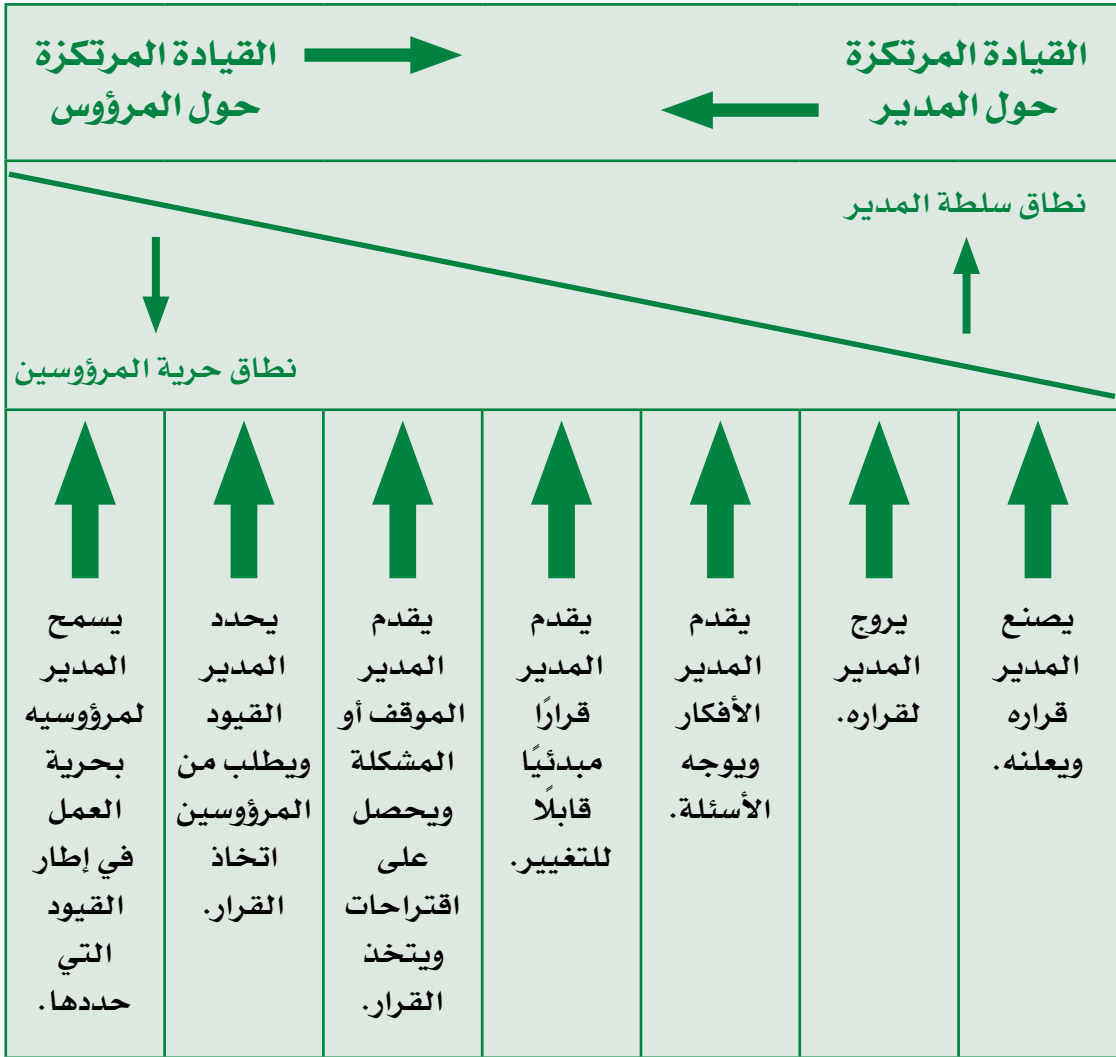 القيادة المرتكزة
حول المدير
القيادة المرتكزة
حول المرؤوس
نطاق سلطة المدير
نطاق حرية المرؤوسين
يصنع
المدير
قراره
ويعلنه.
يروج
المدير
لقراره.
يقدم
المدير
الأفكار
ويوجه
الأسئلة.
يقدم
المدير
قرارًا
مبدئيًا
قابلًا
للتغيير.
يقدم
المدير
الموقف أو
المشكلة
ويحصل
على
اقتراحات
ويتخذ
القرار.
يحدد
المدير
القيود
ويطلب من
المرؤوسين
اتخاذ
القرار.
يسمح
المدير
لمرؤوسيه
بحرية
العمل
في إطار
القيود
التي
حددها.